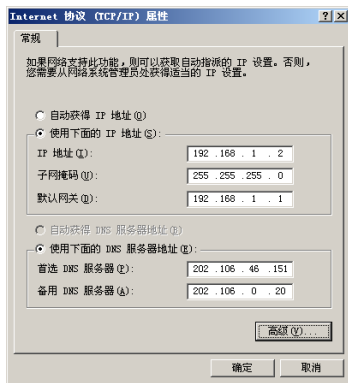 Internet 协议 (TCP/IP) 属性
常规
如果网络支持此功能，则可以获取自动指派的 IP 设置。否则，
您需要从网络系统管理员处获得适当的 IP 设置。
自动获得 IP 地址(O)
使用下面的 IP 地址(S):
IP 地址(I): 192 .168 . 1 . 2
子网掩码(U): 255 .255 .255 . 0
默认网关(D): 192 .168 . 1 . 1
自动获得 DNS 服务器地址(B)
使用下面的 DNS 服务器地址(E):
首选 DNS 服务器(P): 202 .106 . 46 .151
备用 DNS 服务器(A): 202 .106 . 0 . 20
高级(V)...
确定 取消